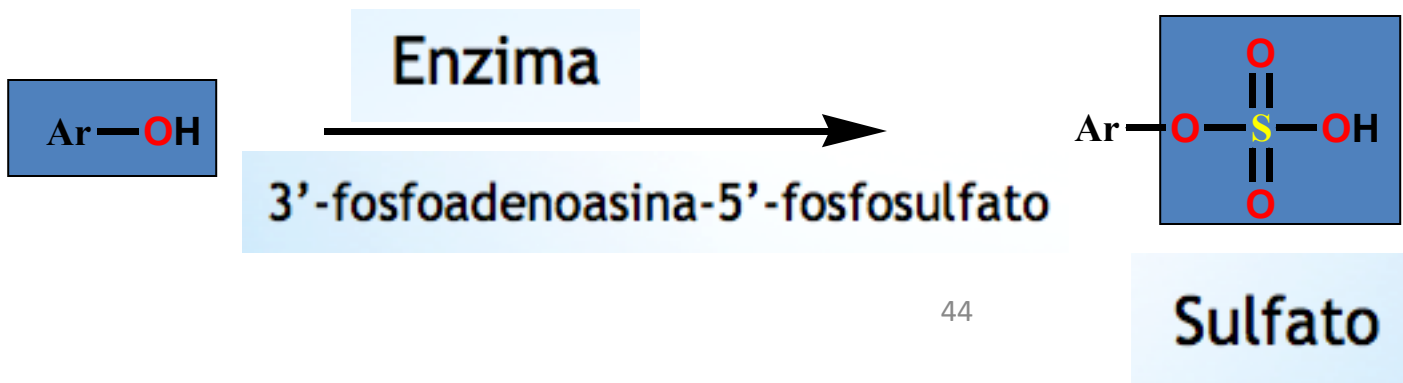 Enzima
Ar—OH
3’-fosfoadenoasina-5’-fosfosulfato
O
Ar—O—S—OH
O
44
Sulfato